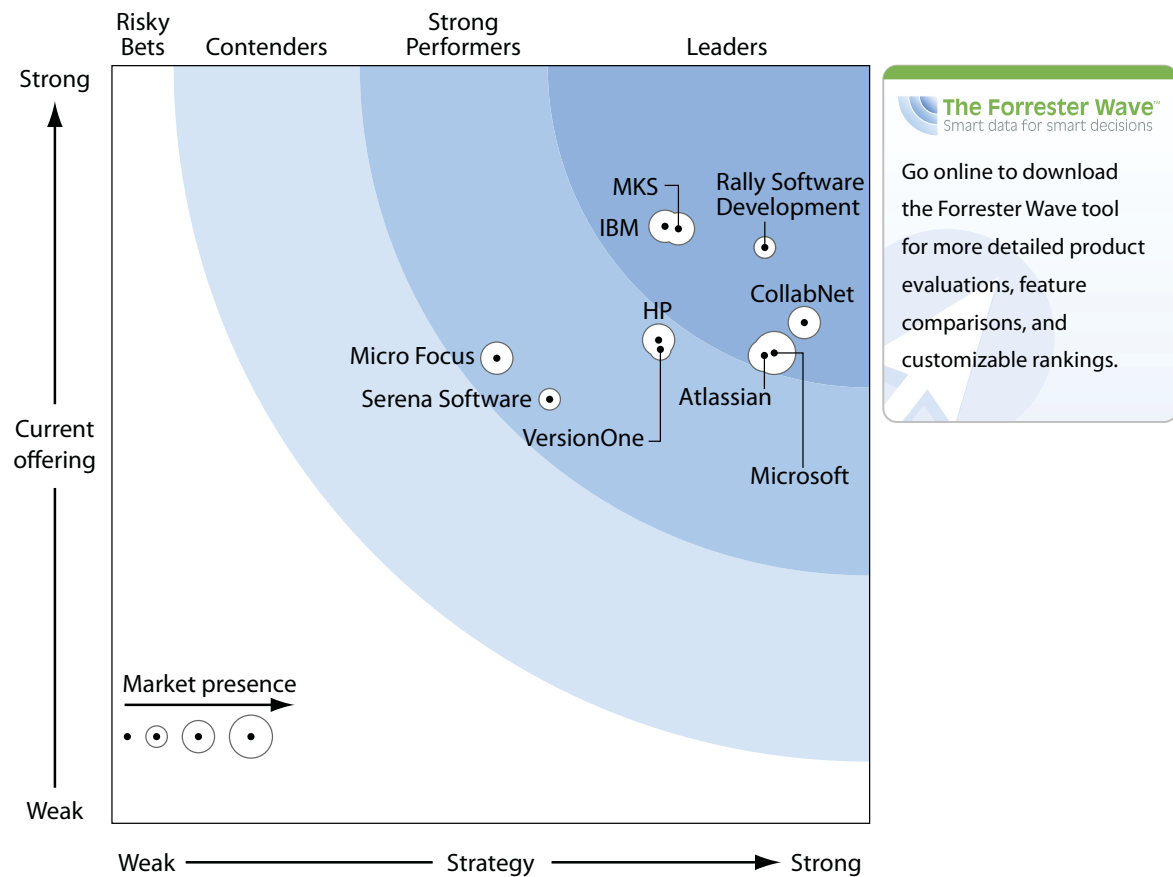 Risky
Bets
Contenders
Strong
Performers
Leaders
Strong
Current
offering
Weak
MKS
IBM
Rally Software
Development
CollabNet
HP
Micro Focus
Serena Software
Atlassian
VersionOne
Microsoft
Market presence
Weak
Strategy
Strong
The Forrester Wave™
Smart data for smart decisions
Go online to download
the Forrester Wave tool
for more detailed product
evaluations, feature
comparisons, and
customizable rankings.